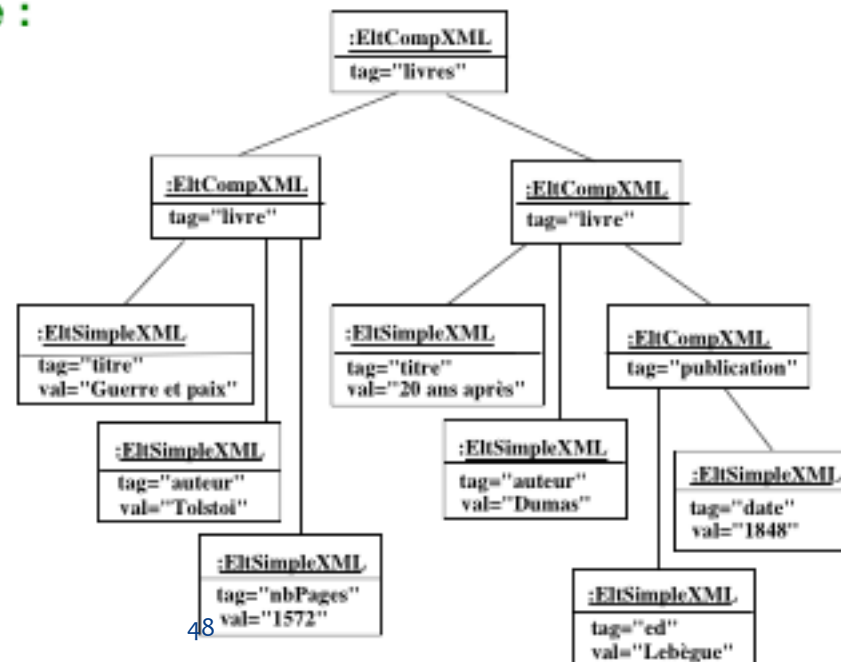 :
:EltCompXML
tag="livres"
:EltCompXML
tag="livre"
:EltCompXML
tag="livre"
:EltSimpleXML
tag="titre"
val="Guerre et paix"
:EltSimpleXML
tag="titre"
val="20 ans après"
:EltCompXML
tag="publication"
:EltSimpleXML
tag="auteur"
val="Tolstoi"
:EltSimpleXML
tag="auteur"
val="Dumas"
:EltSimpleXML
tag="date"
val="1848"
:EltSimpleXML
tag="nbPages"
val="1572"
:EltSimpleXML
tag="ed"
val="Lebègue"
48